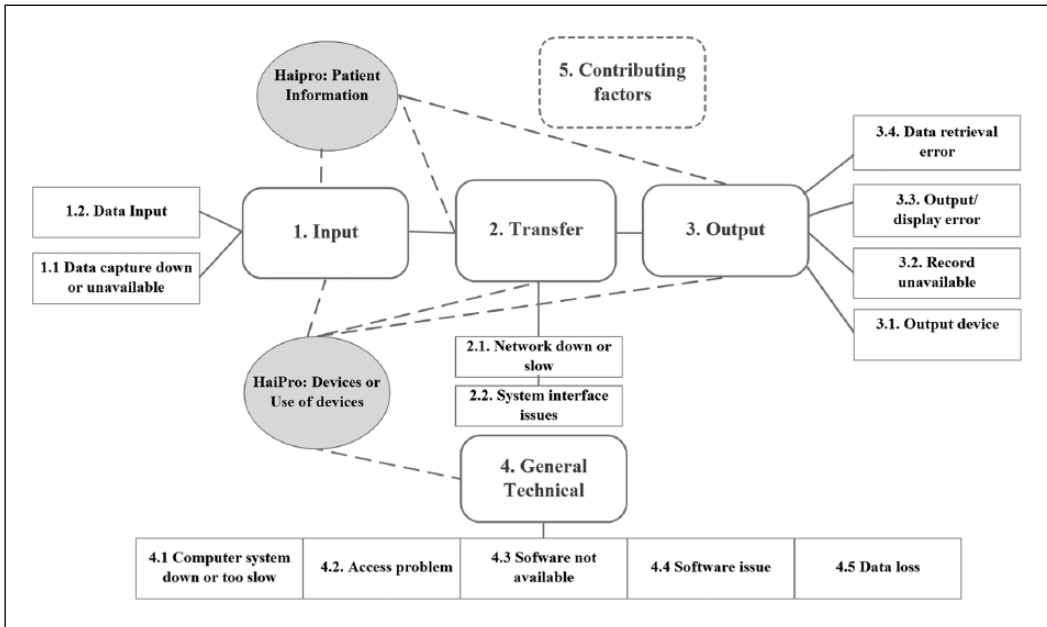 Haipro: Patient
Information
5. Contributing
factors
3.4. Data retrieval
error
1.2. Data Input
1. Input
2. Transfer
3. Output
3.3. Output/
display error
1.1 Data capture down
or unavailable
3.2. Record
unavailable
3.1. Output device
2.1. Network down or
slow
HaiPro: Devices or
Use of devices
2.2. System interface
issues
4. General
Technical
4.1 Computer system
down or too slow
4.2. Access problem
4.3 Sofware not
available
4.4 Software issue
4.5 Data loss